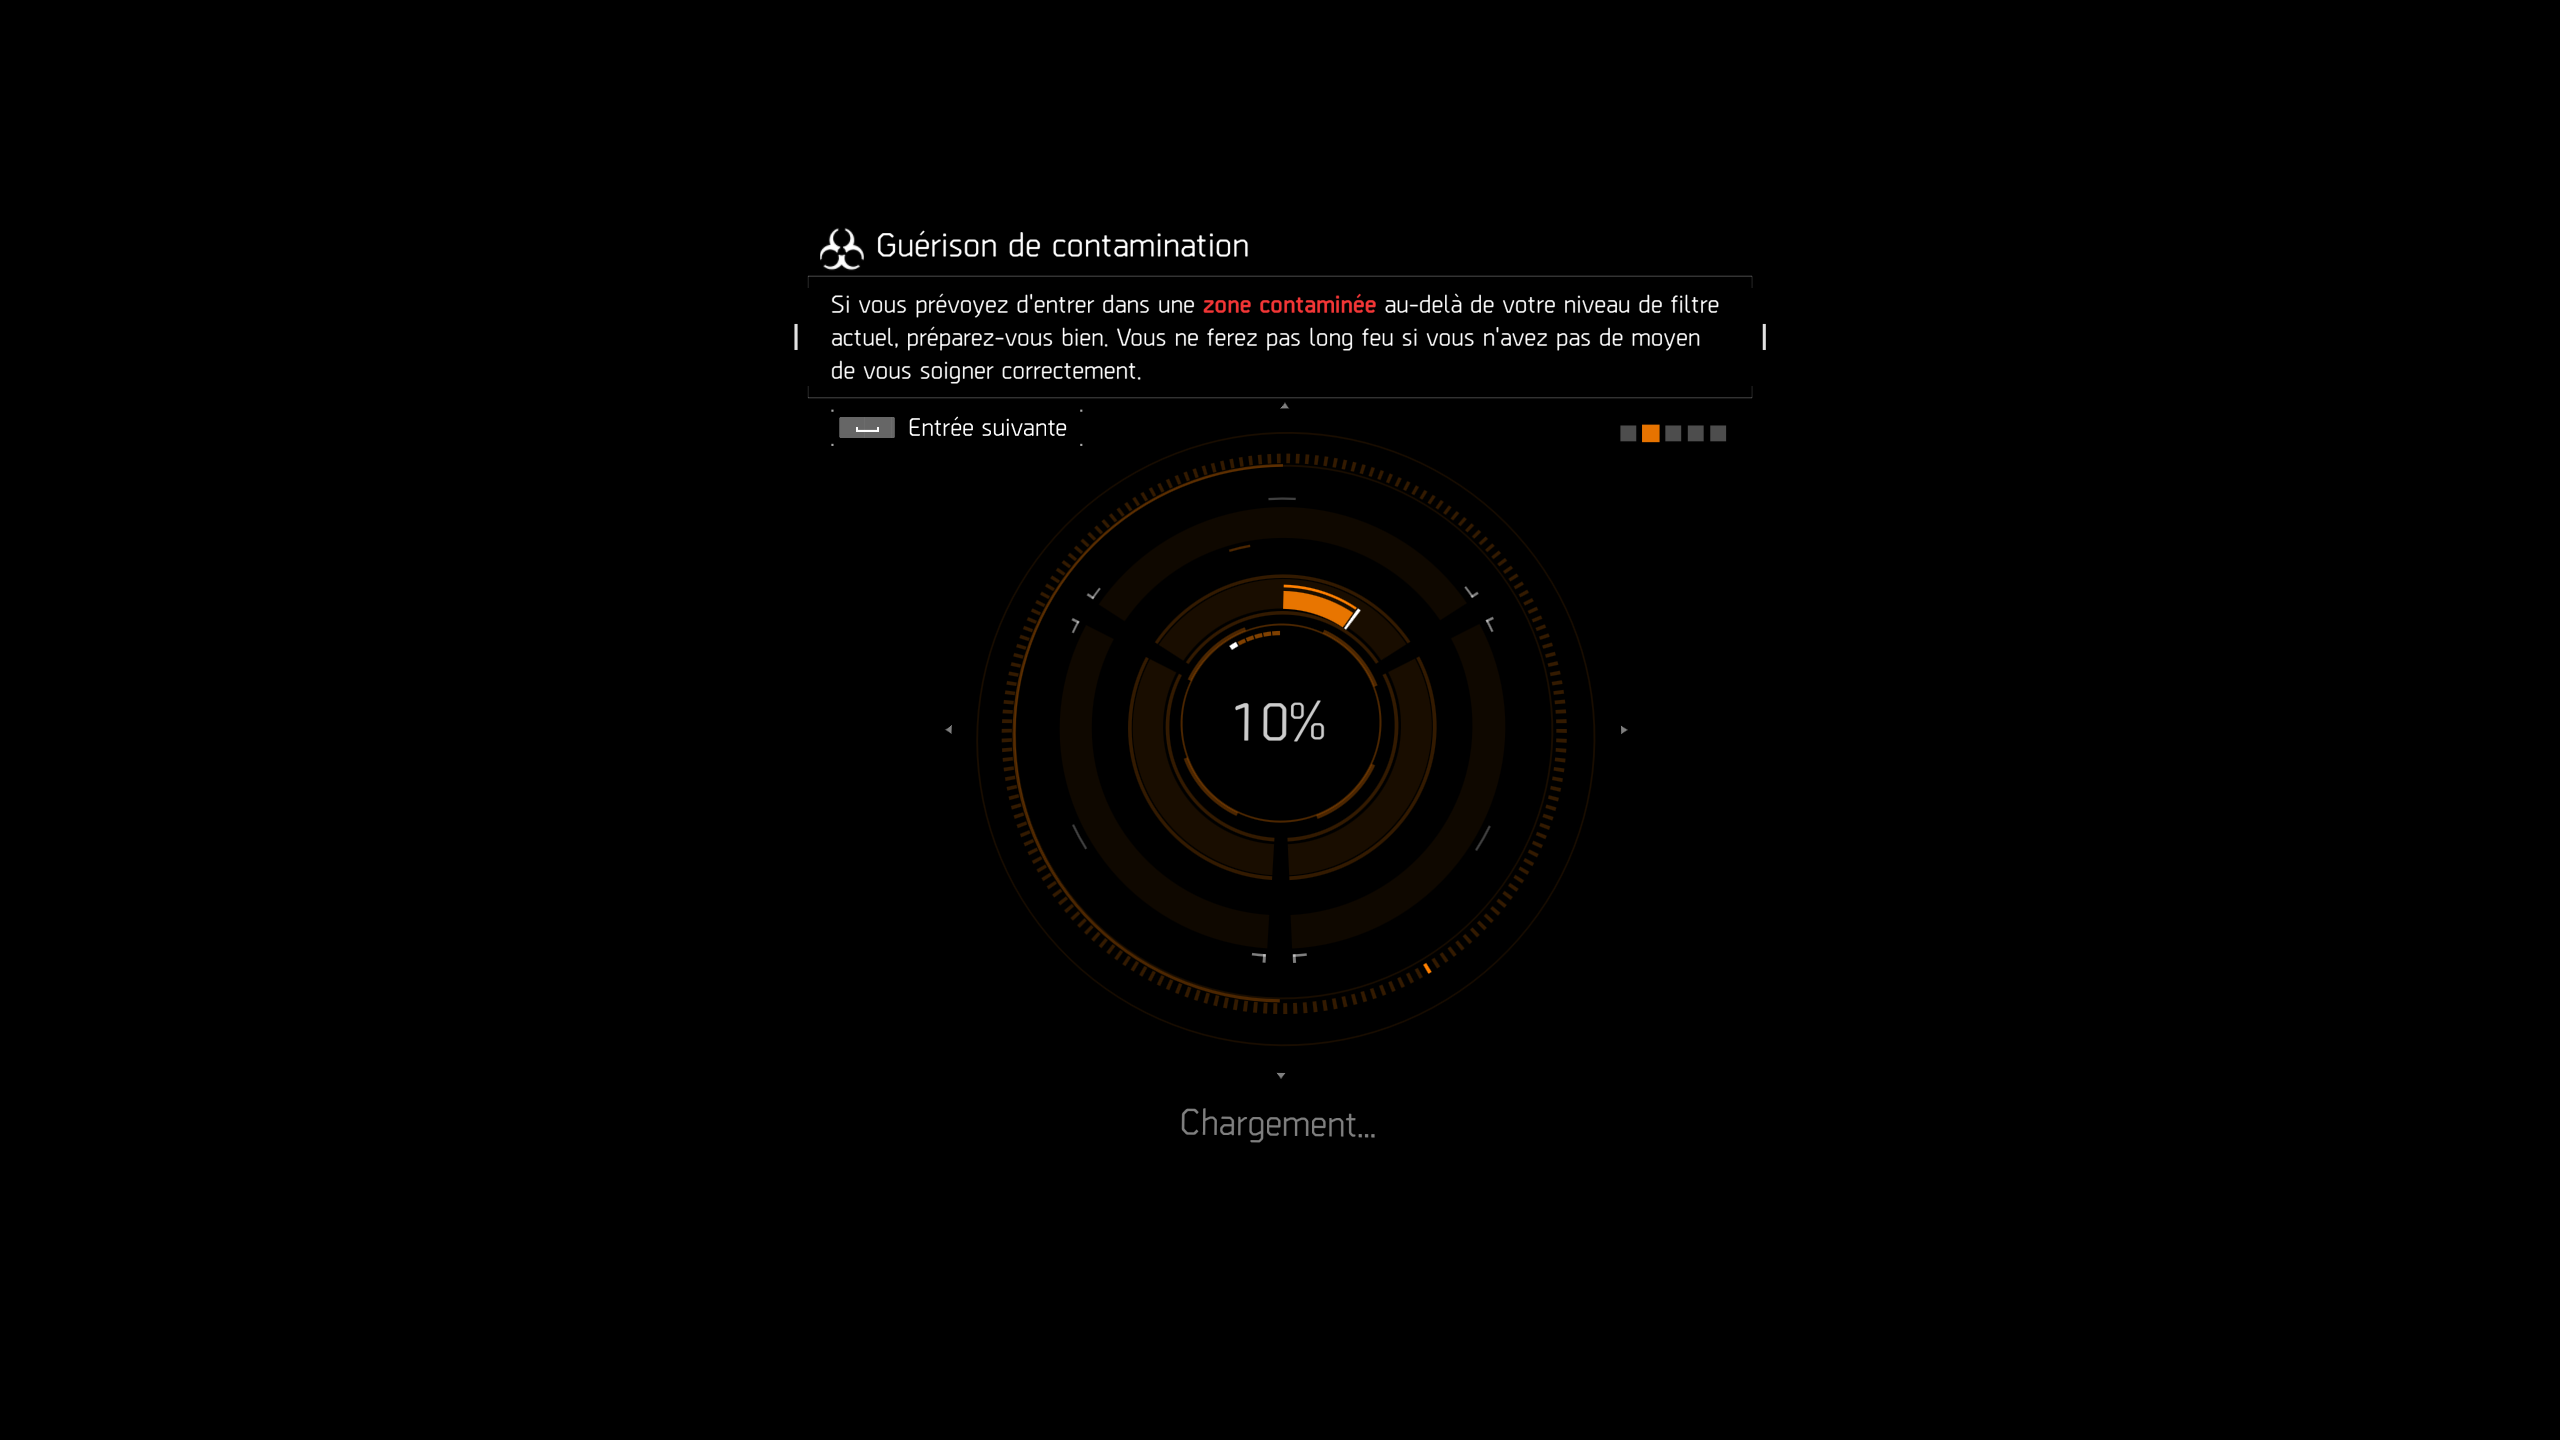 Guérison de contamination
Si vous prévoyez d'entrer dans une zone contaminée au-delà de votre niveau de filtre
actuel, préparez-vous bien. Vous ne ferez pas long feu si vous n'avez pas de moyen
de vous soigner correctement.
Entrée suivante
10%
Chargement...